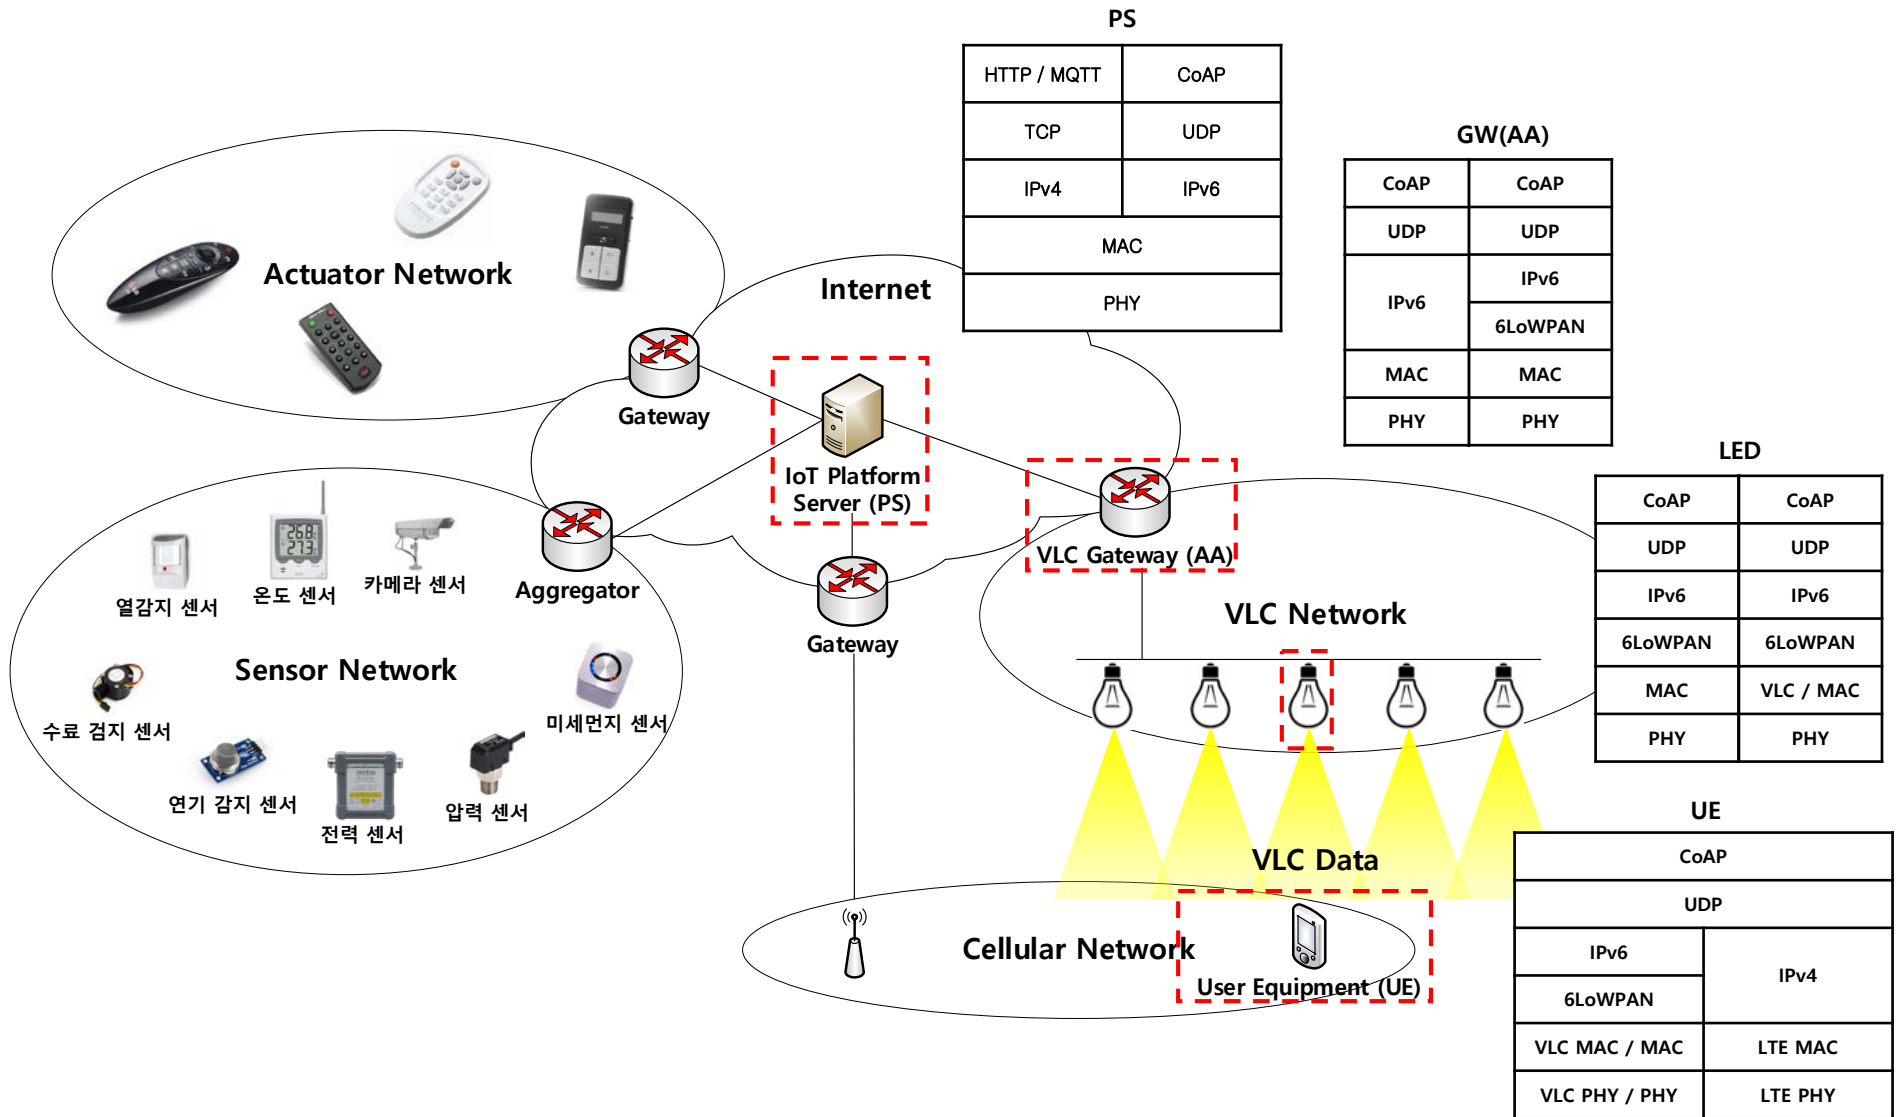 PS
HTTP / MQTT
CoAP
TCP
UDP
IPv4
IPv6
MAC
PHY
GW(AA)
CoAP
CoAP
UDP
UDP
IPv6
IPv6
6LoWPAN
MAC
MAC
PHY
PHY
Actuator Network
Internet
Gateway
IoT Platform
Server (PS)
VLC Gateway (AA)
LED
CoAP
CoAP
UDP
UDP
IPv6
IPv6
6LoWPAN
6LoWPAN
MAC
VLC / MAC
PHY
PHY
26.8
27.3
열감지 센서
온도 센서
카메라 센서
Aggregator
Gateway
VLC Network
Sensor Network
수료 검지 센서
미세먼지 센서
연기 감지 센서
전력 센서
압력 센서
VLC Data
Cellular Network
User Equipment (UE)
UE
CoAP
UDP
IPv6
IPv4
6LoWPAN
VLC MAC / MAC
LTE MAC
VLC PHY / PHY
LTE PHY